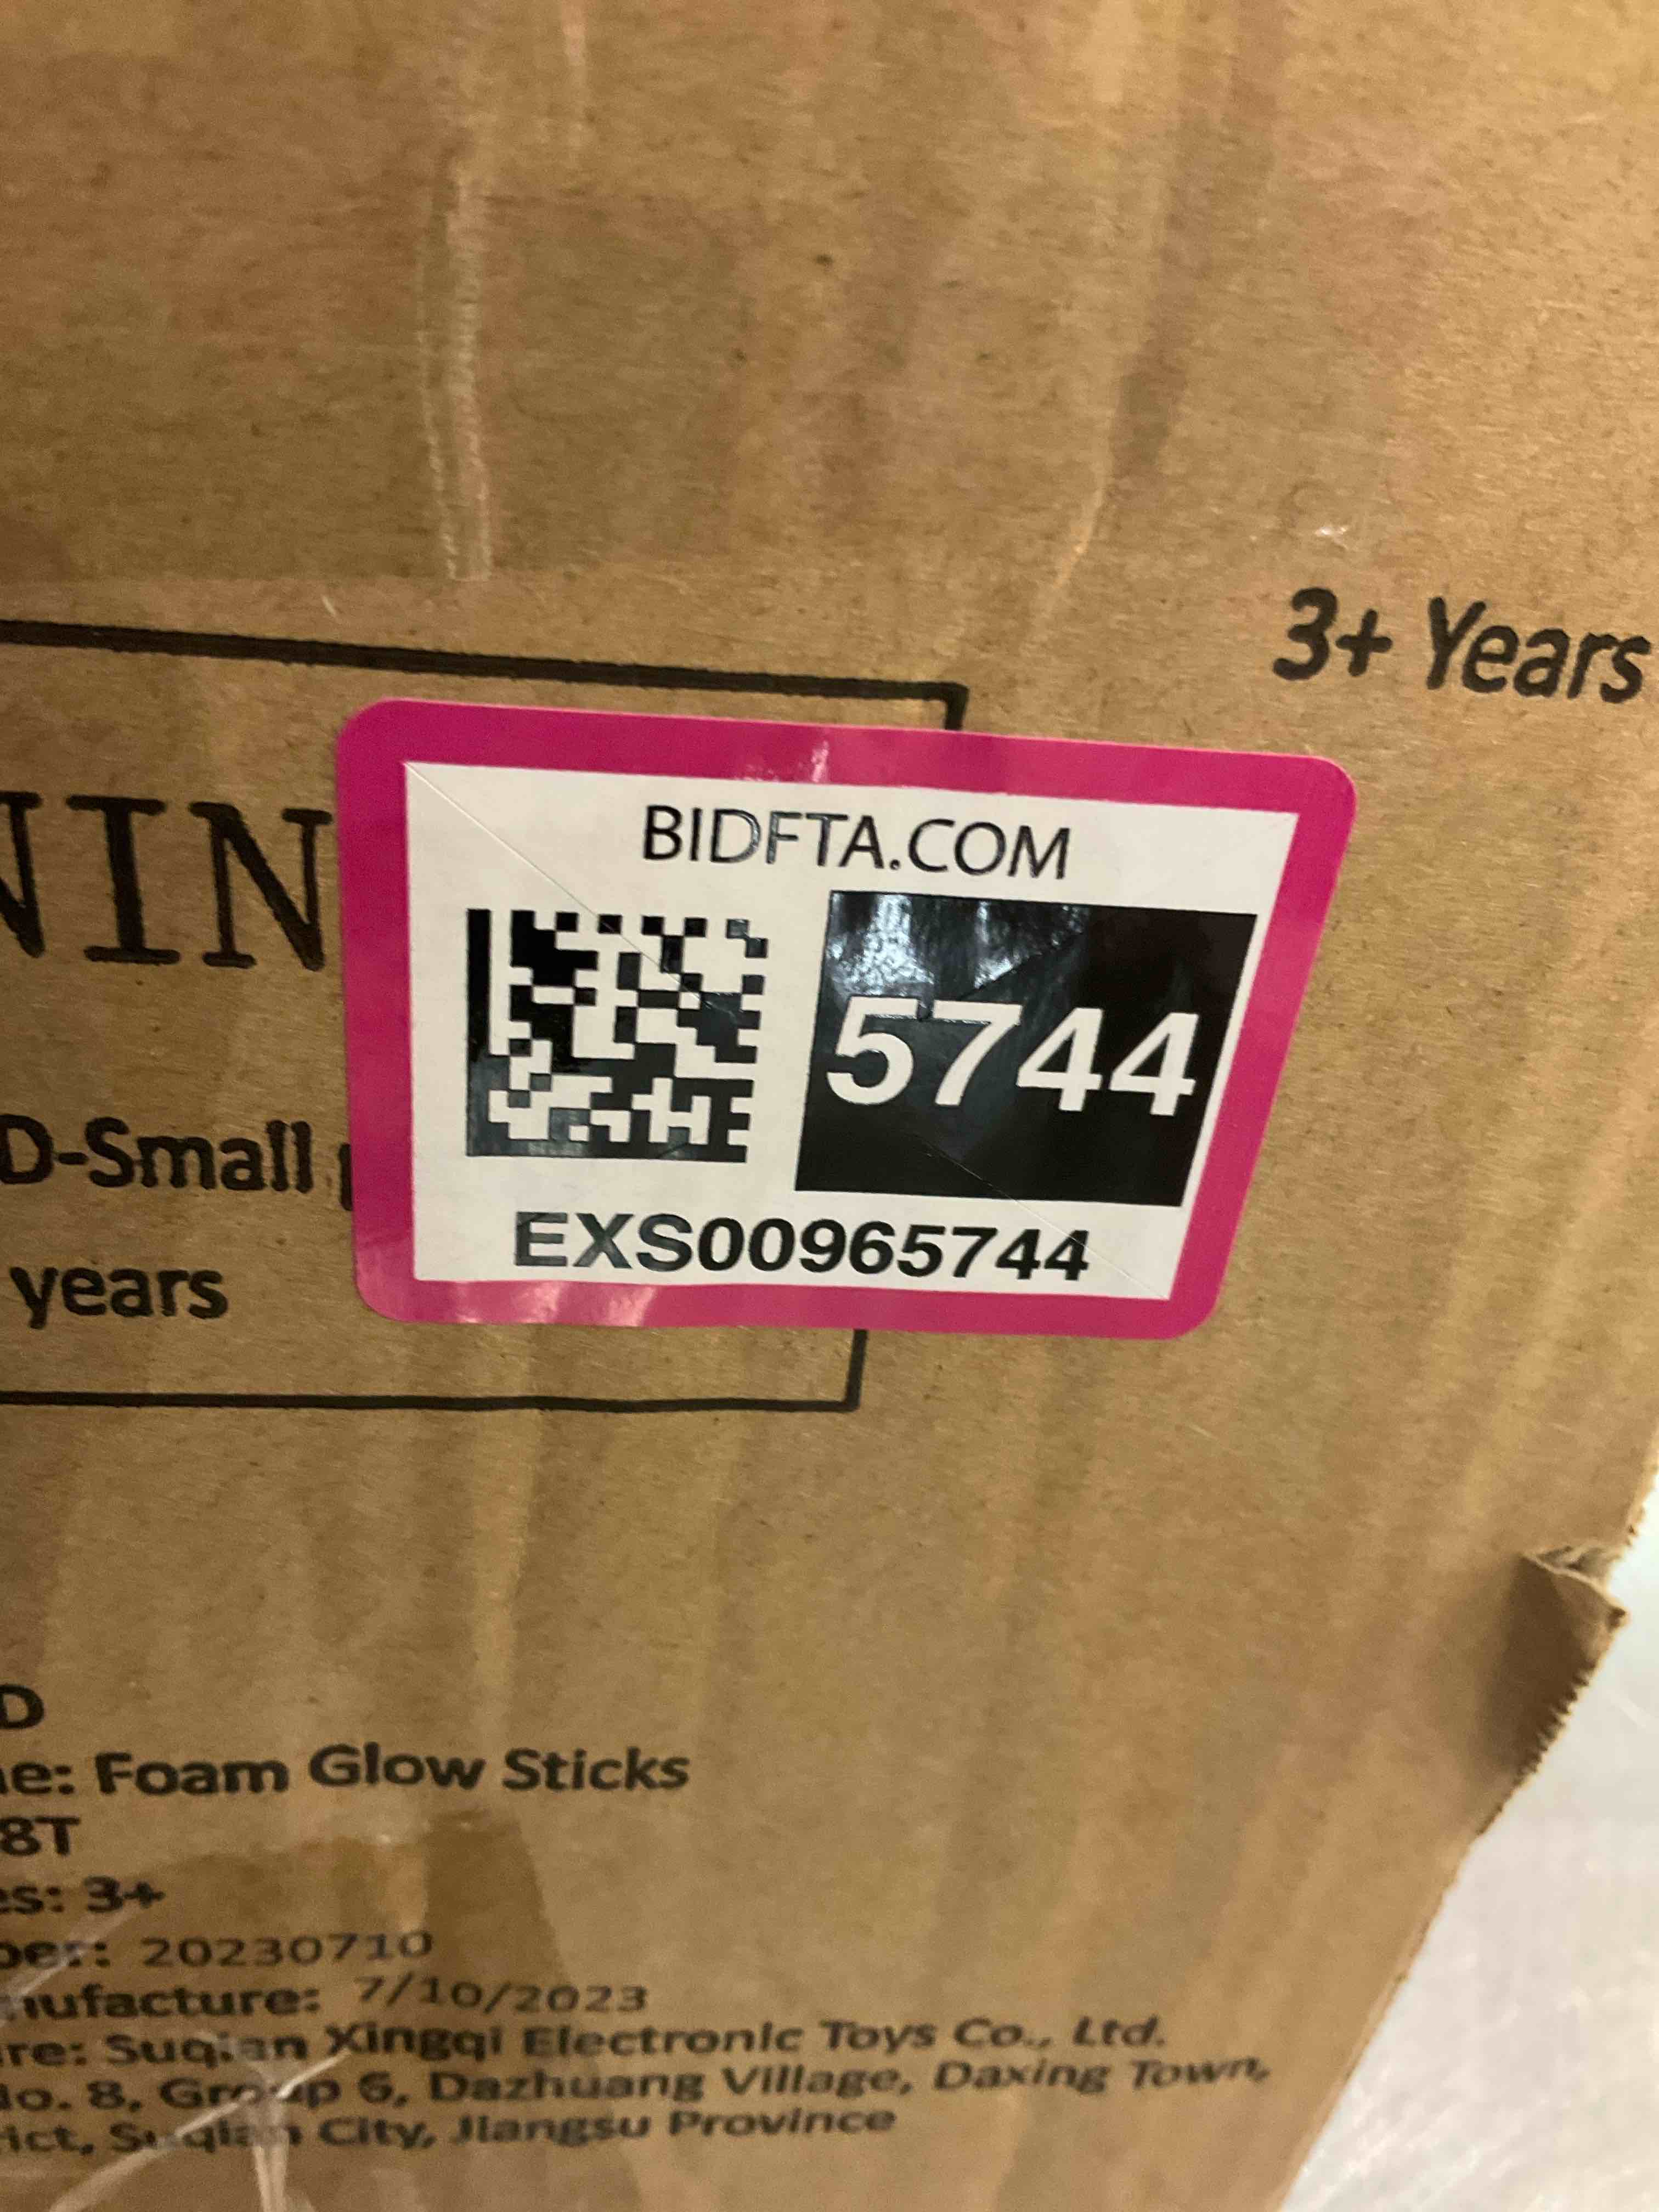 3+ Years
NIN
BIDFTA.COM
5744
EXS00965744
D-Small
years
D
e: Foam Glow Sticks
8T
es: 3+
ber: 20230710
nufacture: 7/10/2023
re: Suqian Xingqi Electronic Toys Co., Ltd.
No. 8, Group 6, Dazhuang Village, Daxing Town,
ict, Suqian City, Jiangsu Province